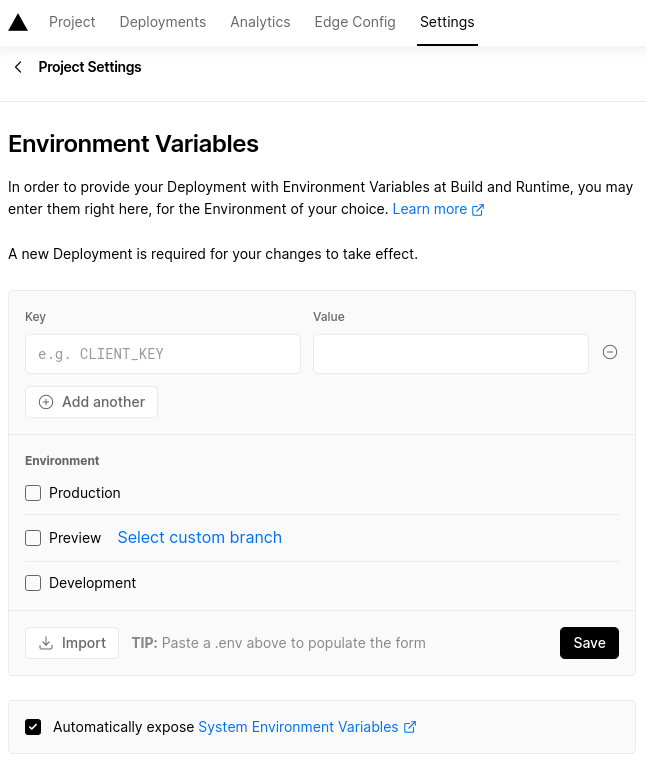 Project Deployments Analytics Edge Config Settings
Project Settings
Environment Variables
In order to provide your Deployment with Environment Variables at Build and Runtime, you may
enter them right here, for the Environment of your choice. Learn more
A new Deployment is required for your changes to take effect.
Key Value
e.g. CLIENT_KEY
Add another
Environment
Production
Preview Select custom branch
Development
Import TIP: Paste a .env above to populate the form Save
Automatically expose System Environment Variables